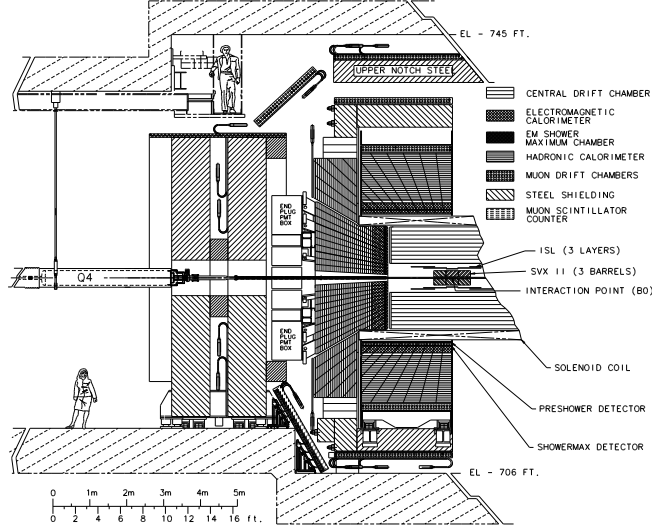 EL - 745 FT.
UPPER NOTCH STEEL
CENTRAL DRIFT CHAMBER
ELECTROMAGNETIC
CALORIMETER
EM SHOWER
MAXIMUM CHAMBER
HADRONIC CALORIMETER
MUON DRIFT CHAMBERS
STEEL SHIELDING
MUON SCINTILLATOR
COUNTER
END
PLUG
PMT
BOX
ISL (3 LAYERS)
SVX II (3 BARRELS)
Q4
INTERACTION POINT (B0)
END
PLUG
PMT
BOX
SOLENOID COIL
PRESHOWER DETECTOR
SHOWERMAX DETECTOR
EL - 706 FT.
0 1m 2m 3m 5m
0 2 4 6 8 10 12 14 16 ft.